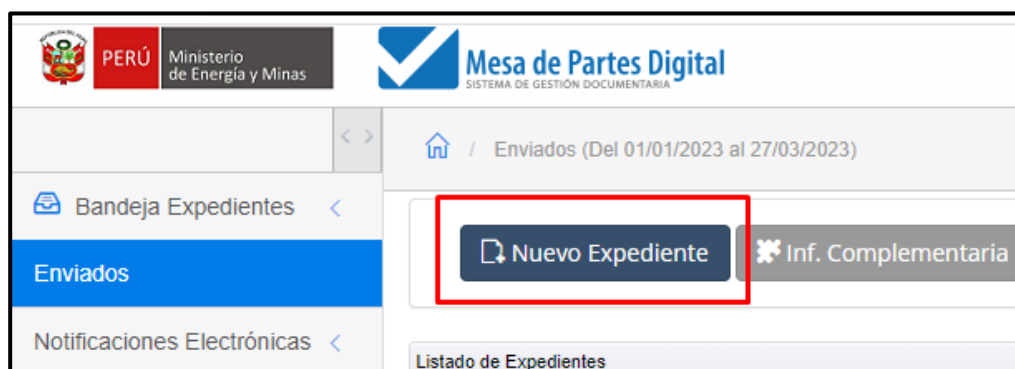 PERÚ
Ministerio
de Energía y Minas
Mesa de Partes Digital
SISTEMA DE GESTIÓN DOCUMENTARIA
/ Enviados (Del 01/01/2023 al 27/03/2023)
Bandeja Expedientes
Enviados
Notificaciones Electrónicas
Nuevo Expediente
Inf. Complementaria
Listado de Expedientes